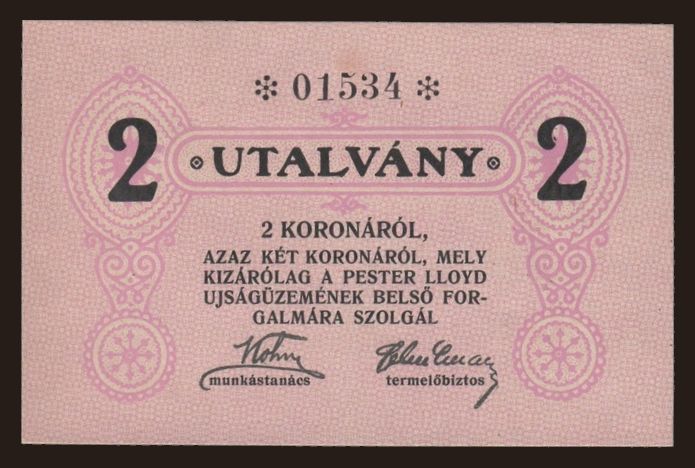 * 01534 *
2 UTALVÁNY 2
2 KORONÁRÓL,
AZAZ KÉT KORONÁRÓL, MELY
KIZÁRÓLAG A PESTER LLOYD
UJSÁGÜZEMÉNEK BELSŐ FOR-
GALMÁRA SZOLGÁL
munkástanács termelőbiztos